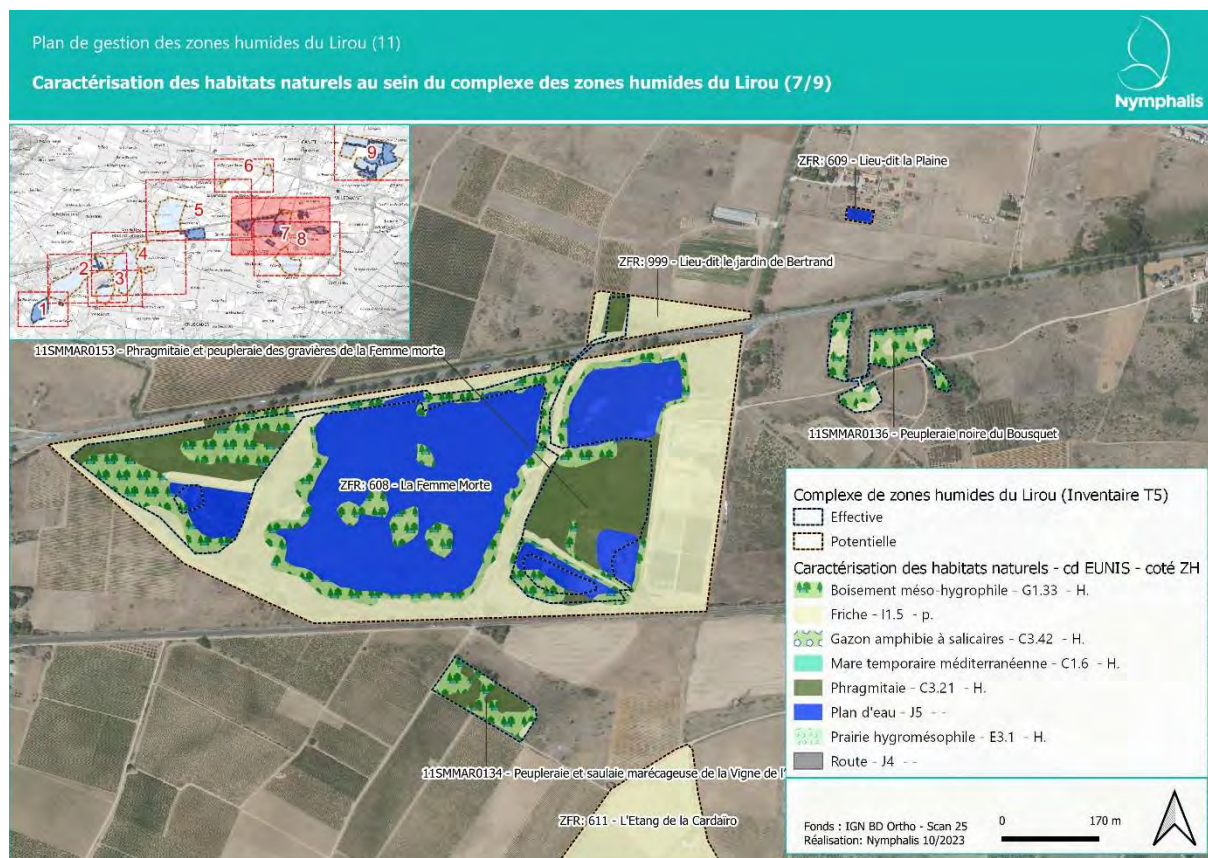 Plan de gestion des zones humides du Lirou (11)
Caractérisation des habitats naturels au sein du complexe des zones humides du Lirou (7/9)
Nymphalis
1
2
3
4
5
6
7
8
9
ZFR: 609 - Lieu-dit la Plaine
ZFR: 999 - Lieu-dit le jardin de Bertrand
11SMMAR0153 - Phragmitaie et peupleraie des gravières de la Femme morte
11SMMAR0136 - Peupleraie noire du Bousquet
ZFR: 608 - La Femme Morte
11SMMAR0134 - Peupleraie et saulaie marécageuse de la Vigne de l'
ZFR: 611 - L'Etang de la Cardairo
Complexe de zones humides du Lirou (Inventaire T5)
Effective
Potentielle
Caractérisation des habitats naturels - cd EUNIS - coté ZH
Boisement méso-hygrophile - G1.33 - H.
Friche - I1.5 - p.
Gazon amphibie à salicaires - C3.42 - H.
Mare temporaire méditerranéenne - C1.6 - H.
Phragmitaie - C3.21 - H.
Plan d'eau - J5 - -
Prairie hygromésophile - E3.1 - H.
Route - J4 - -
Fonds : IGN BD Ortho - Scan 25
Réalisation: Nymphalis 10/2023
0 170 m